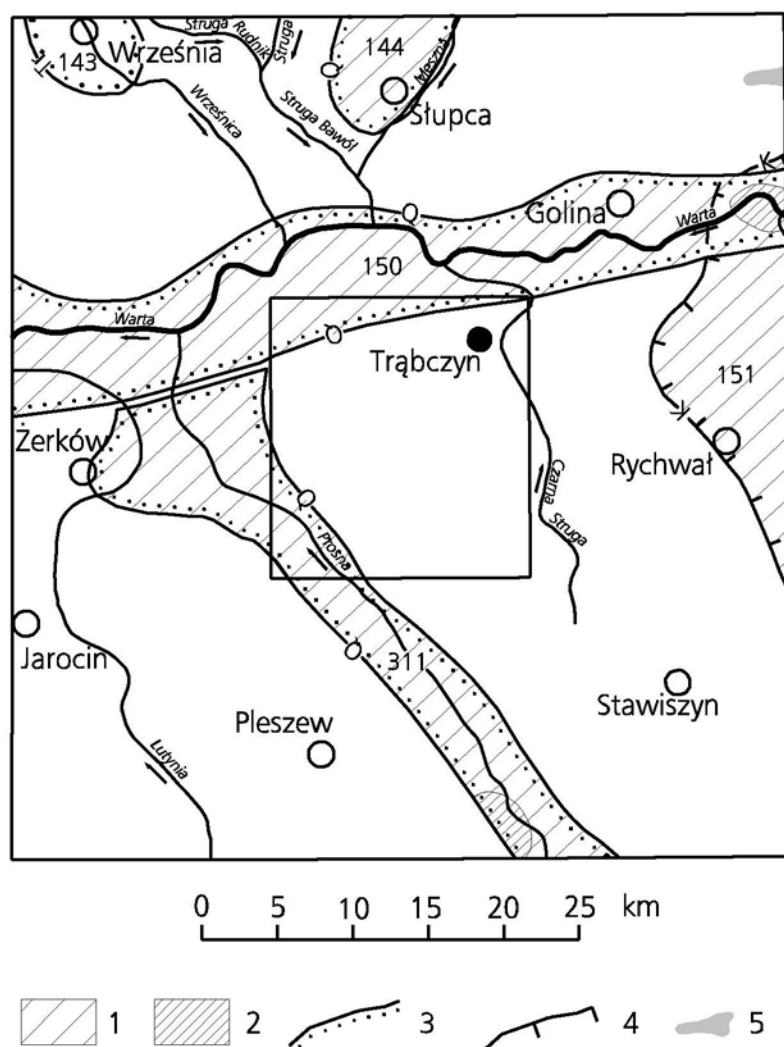 Struga
Rudnik
Struga
144
143
Września
Meszna
Słupca
Wrześnica
Struga Bawół
Q
Tr
Q
Golina
K
Warta
150
Warta
Q
Trąbczyn
151
K
Żerków
Rychwał
Q
Czarna
Struga
Prosna
Jarocin
Q
311
Stawiszyn
Pleszew
Lutynia
0 5 10 15 20 25 km
1 2 3 4 5